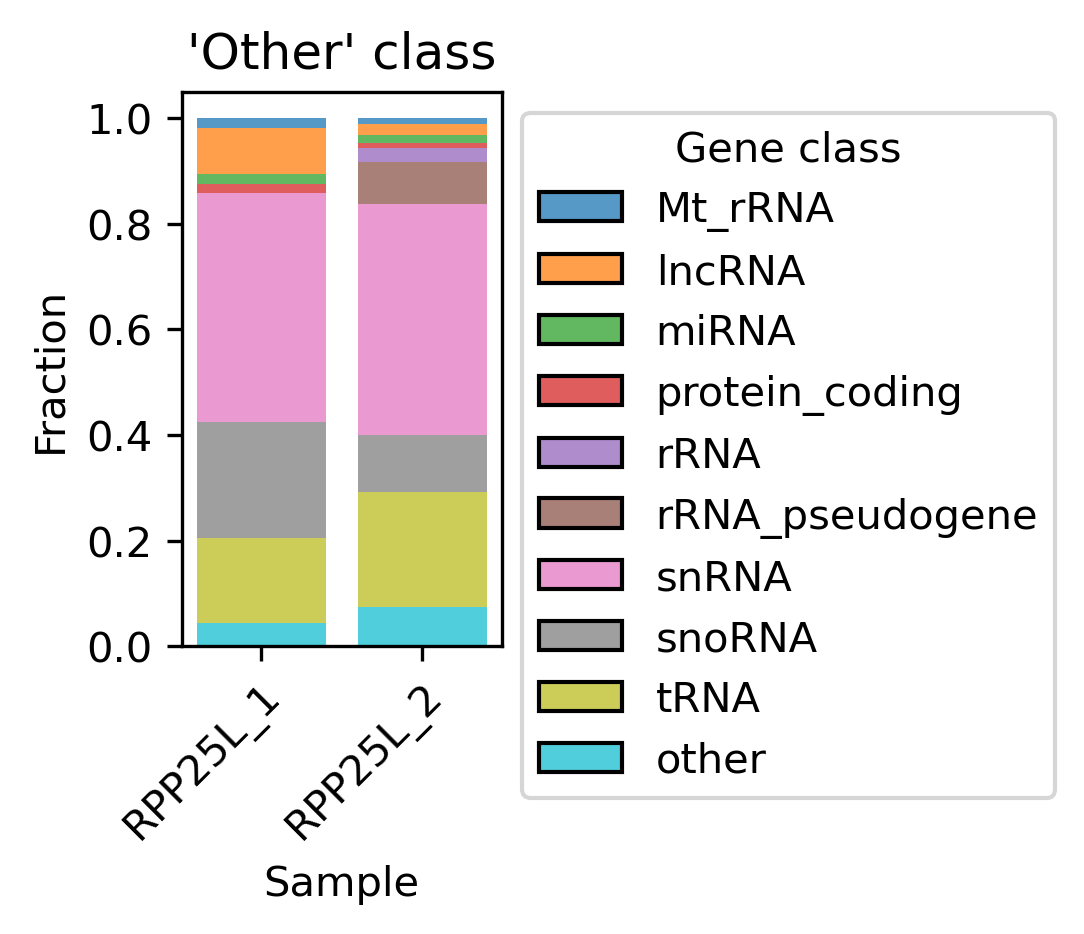 'Other' class
1.0
0.8
0.6
0.4
0.2
0.0
Fraction
RPP25L_1
RPP25L_2
Sample
Gene class
Mt_rRNA
lncRNA
miRNA
protein_coding
rRNA
rRNA_pseudogene
snRNA
snoRNA
tRNA
other